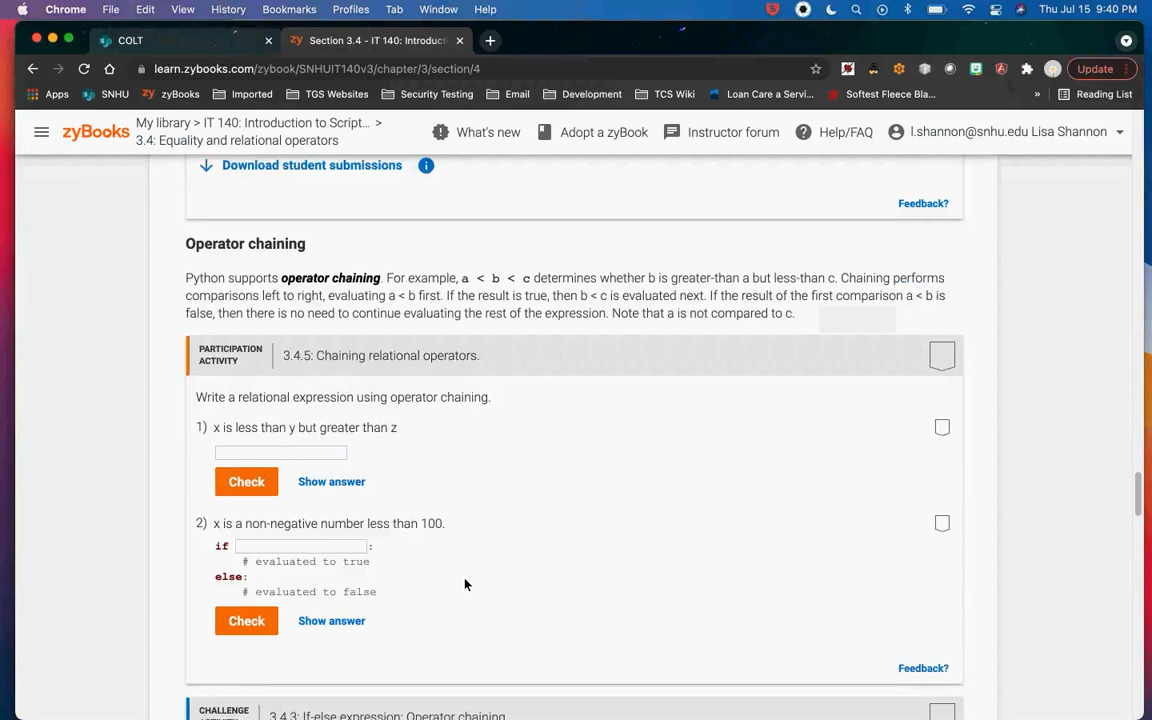 Chrome File Edit View History Bookmarks Profiles Tab Window Help Thu Jul 15 9:40 PM
COLT Section 3.4 - IT 140: Introducti
learn.zybooks.com/zybook/SNHUIT140v3/chapter/3/section/4 Update
Apps SNHU zyBooks Imported TGS Websites Security Testing Email Development TCS Wiki Loan Care a Servi... Softest Fleece Bla... » Reading List
zyBooks My library > IT 140: Introduction to Script... >
3.4: Equality and relational operators
What's new Adopt a zyBook Instructor forum Help/FAQ l.shannon@snhu.edu Lisa Shannon
Download student submissions
Feedback?
Operator chaining
Python supports operator chaining. For example, a < b < c determines whether b is greater-than a but less-than c. Chaining performs
comparisons left to right, evaluating a < b first. If the result is true, then b < c is evaluated next. If the result of the first comparison a < b is
false, then there is no need to continue evaluating the rest of the expression. Note that a is not compared to c.
PARTICIPATION
ACTIVITY
3.4.5: Chaining relational operators.
Write a relational expression using operator chaining.
1) x is less than y but greater than z
Check Show answer
2) x is a non-negative number less than 100.
if :
# evaluated to true
else:
# evaluated to false
Check Show answer
Feedback?
CHALLENGE
3.4.3: If-else expression: Operator chaining.